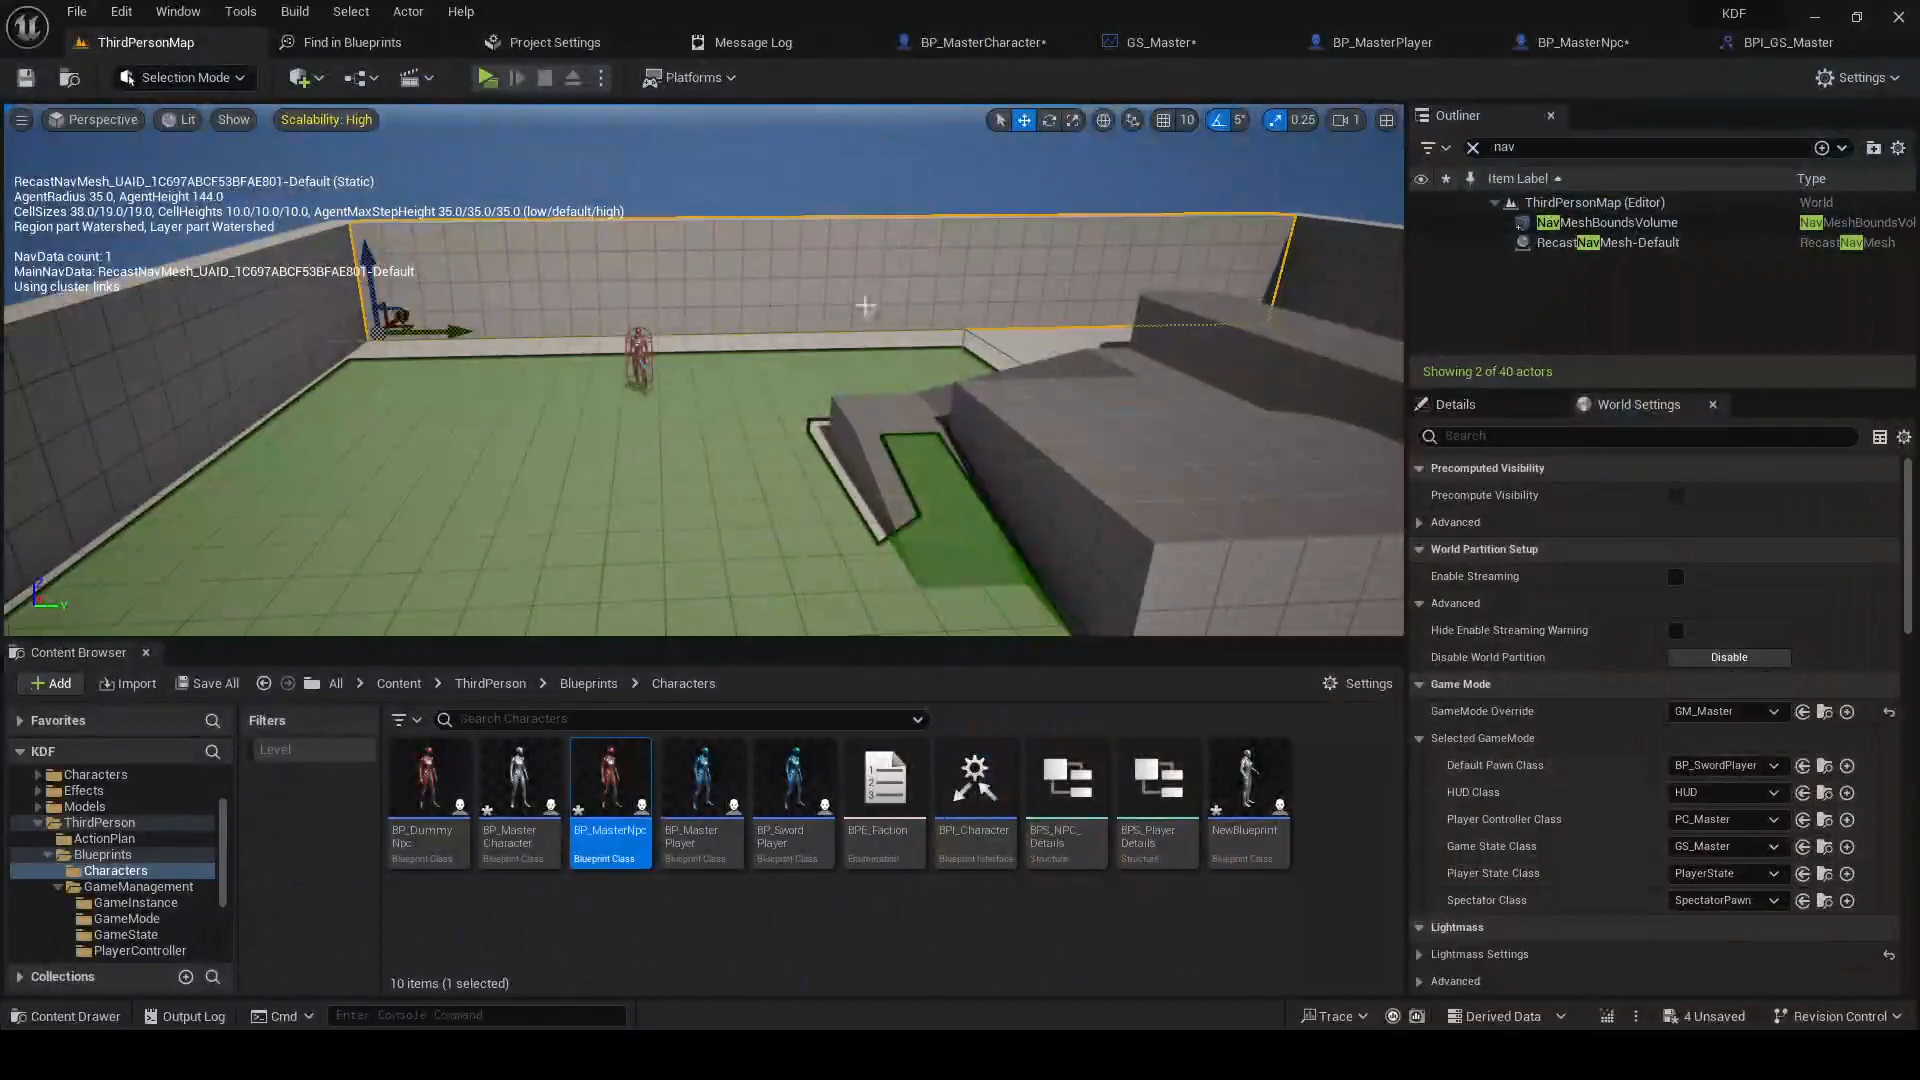 File Edit Window Tools Build Select Actor Help
KDF
ThirdPersonMap
Find in Blueprints
Project Settings
Message Log
BP_MasterCharacter*
GS_Master*
BP_MasterPlayer
BP_MasterNpc*
BPI_GS_Master
Selection Mode
Platforms
Settings
Perspective
Lit
Show
Scalability: High
10
5°
0.25
1
RecastNavMesh_UAID_1C697ABCF53BFAE801-Default (Static)
AgentRadius 35.0, AgentHeight 144.0
CellSizes 38.0/19.0/19.0, CellHeights 10.0/10.0/10.0, AgentMaxStepHeight 35.0/35.0/35.0 (low/default/high)
Region part Watershed, Layer part Watershed
NavData count: 1
MainNavData: RecastNavMesh_UAID_1C697ABCF53BFAE801-Default
Using cluster links
Y
Outliner
nav
Item Label
Type
ThirdPersonMap (Editor)
World
NavMeshBoundsVolume
NavMeshBoundsVol
RecastNavMesh-Default
RecastNavMesh
Showing 2 of 40 actors
Details
World Settings
Search
Precomputed Visibility
Precompute Visibility
Advanced
World Partition Setup
Enable Streaming
Advanced
Hide Enable Streaming Warning
Disable World Partition
Disable
Game Mode
GameMode Override
GM_Master
Selected GameMode
Default Pawn Class
BP_SwordPlayer
HUD Class
HUD
Player Controller Class
PC_Master
Game State Class
GS_Master
Player State Class
PlayerState
Spectator Class
SpectatorPawn
Lightmass
Lightmass Settings
Advanced
Content Browser
Add
Import
Save All
All
Content
ThirdPerson
Blueprints
Characters
Settings
Favorites
KDF
Characters
Effects
Models
ThirdPerson
ActionPlan
Blueprints
Characters
GameManagement
GameInstance
GameMode
GameState
PlayerController
Collections
Filters
Level
Search Characters
BP_Dummy
Npc
Blueprint Class
BP_Master
Character
Blueprint Class
BP_MasterNpc
Blueprint Class
BP_Master
Player
Blueprint Class
BP_Sword
Player
Blueprint Class
BPE_Faction
Enumeration
BPI_Character
Blueprint Interface
BPS_NPC_
Details
Structure
BPS_Player
Details
Structure
NewBlueprint
Blueprint Class
10 items (1 selected)
Content Drawer
Output Log
Cmd
Enter Console Command
Trace
Derived Data
4 Unsaved
Revision Control